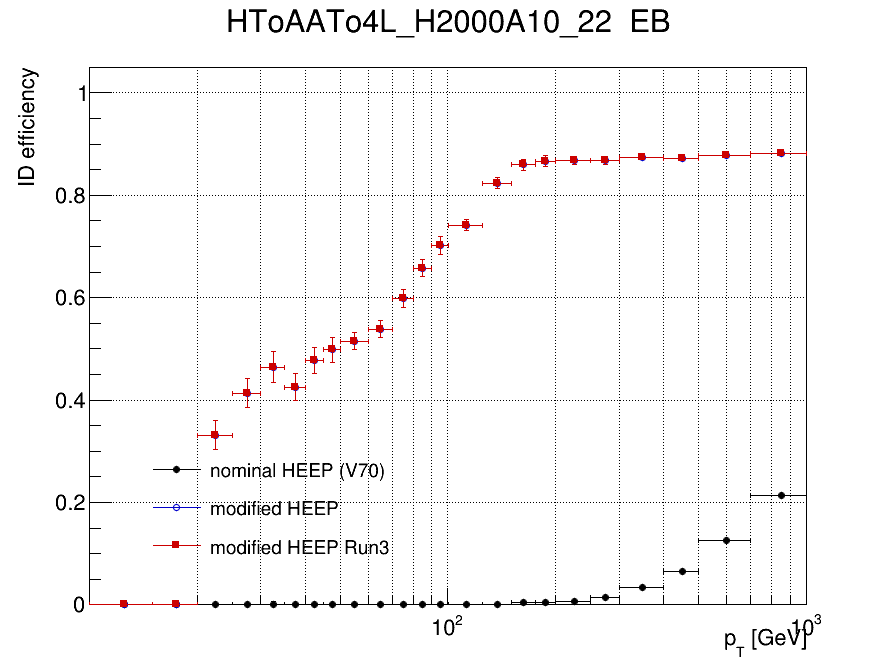 HToAATo4L_H2000A10_22 EB
ID efficiency
1
0.8
0.6
0.4
0.2
0
nominal HEEP (V70)
modified HEEP
modified HEEP Run3
10²
10³
p_T [GeV]